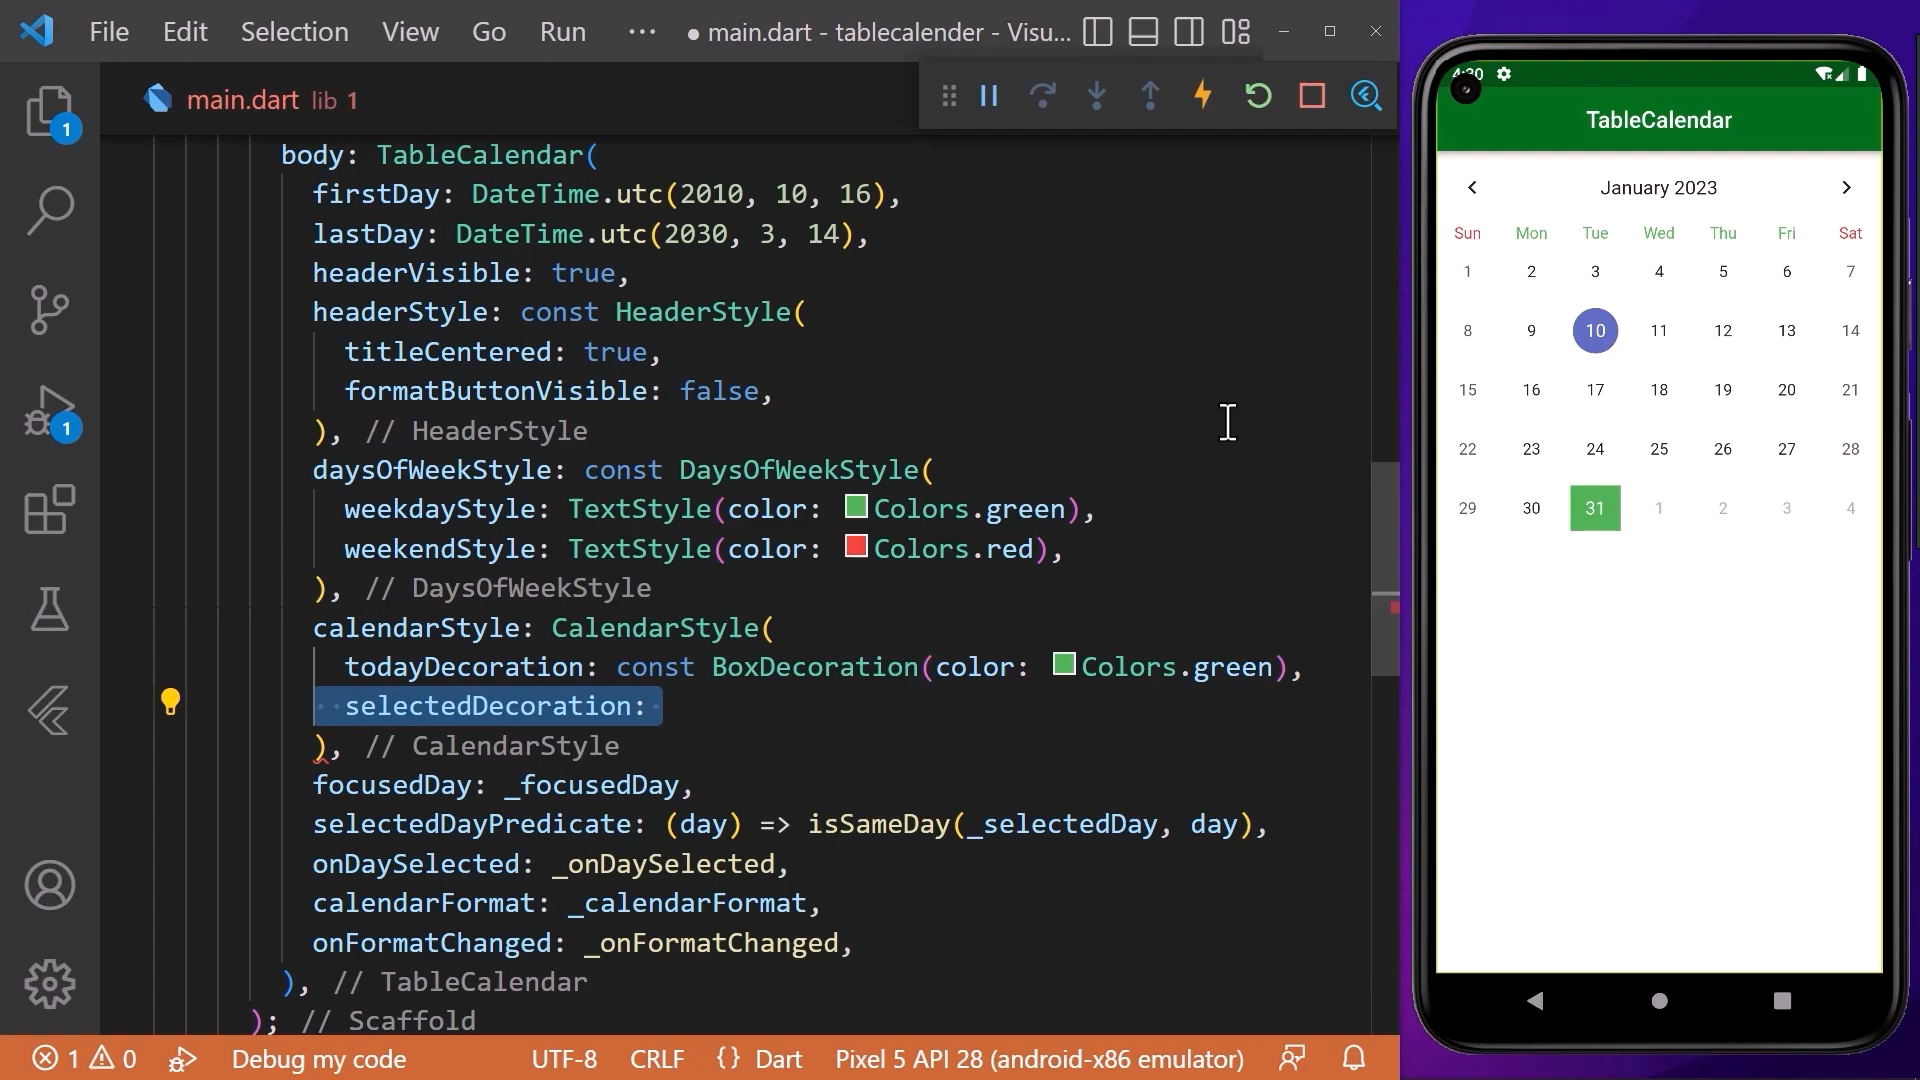 File Edit Selection View Go Run ··· ● main.dart - tablecalender - Visu...
main.dart lib 1
body: TableCalendar(
firstDay: DateTime.utc(2010, 10, 16),
lastDay: DateTime.utc(2030, 3, 14),
headerVisible: true,
headerStyle: const HeaderStyle(
titleCentered: true,
formatButtonVisible: false,
), // HeaderStyle
daysOfWeekStyle: const DaysOfWeekStyle(
weekdayStyle: TextStyle(color: Colors.green),
weekendStyle: TextStyle(color: Colors.red),
), // DaysOfWeekStyle
calendarStyle: CalendarStyle(
todayDecoration: const BoxDecoration(color: Colors.green),
selectedDecoration:
), // CalendarStyle
focusedDay: _focusedDay,
selectedDayPredicate: (day) => isSameDay(_selectedDay, day),
onDaySelected: _onDaySelected,
calendarFormat: _calendarFormat,
onFormatChanged: _onFormatChanged,
), // TableCalendar
); // Scaffold
1
1
1 0 Debug my code UTF-8 CRLF {} Dart Pixel 5 API 28 (android-x86 emulator)
4:30
TableCalendar
January 2023
Sun Mon Tue Wed Thu Fri Sat
1 2 3 4 5 6 7
8 9 10 11 12 13 14
15 16 17 18 19 20 21
22 23 24 25 26 27 28
29 30 31 1 2 3 4